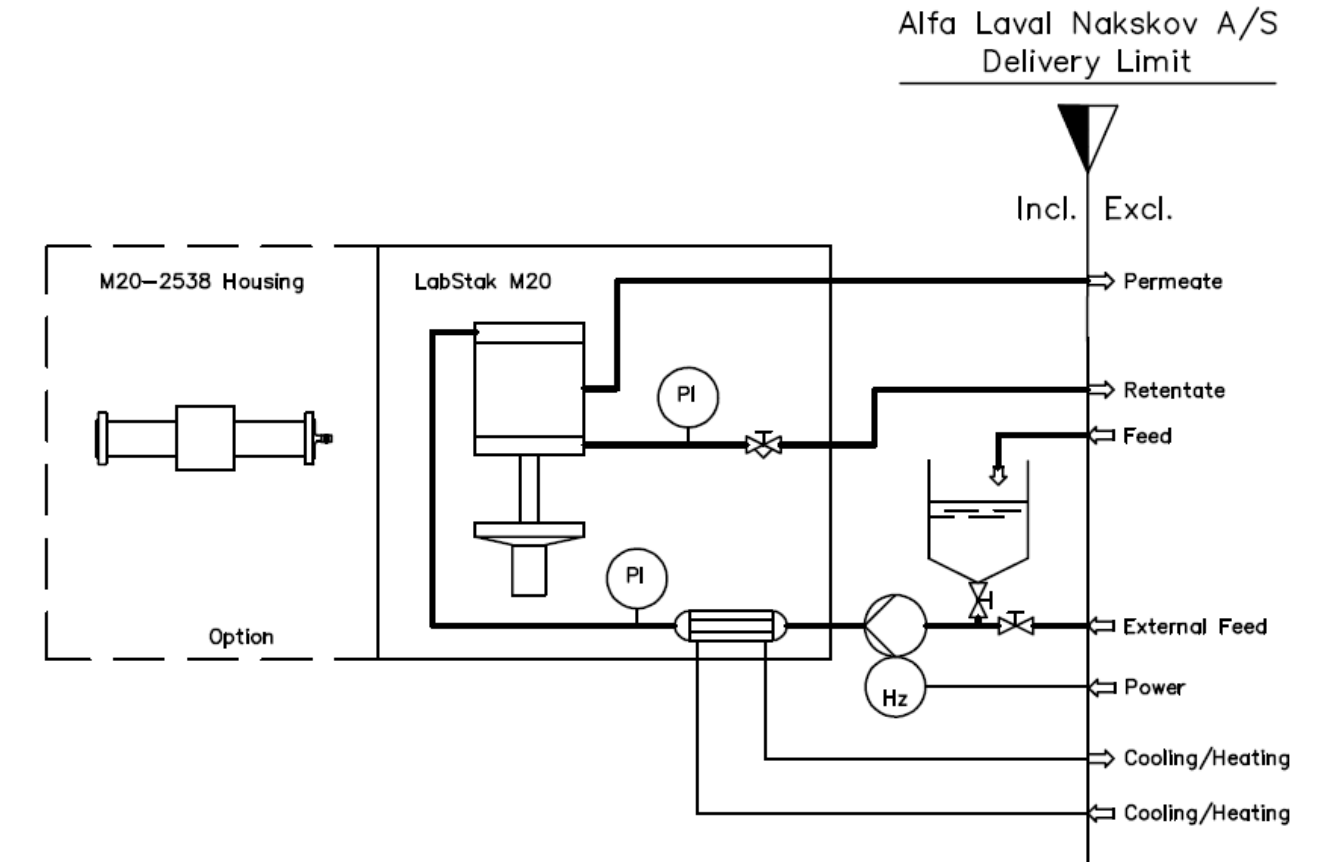 Alfa Laval Nakskov A/S
Delivery Limit
Incl. Excl.
M20-2538 Housing
LabStak M20
Permeate
PI
Retentate
Feed
PI
Option
External Feed
Hz
Power
Cooling/Heating
Cooling/Heating